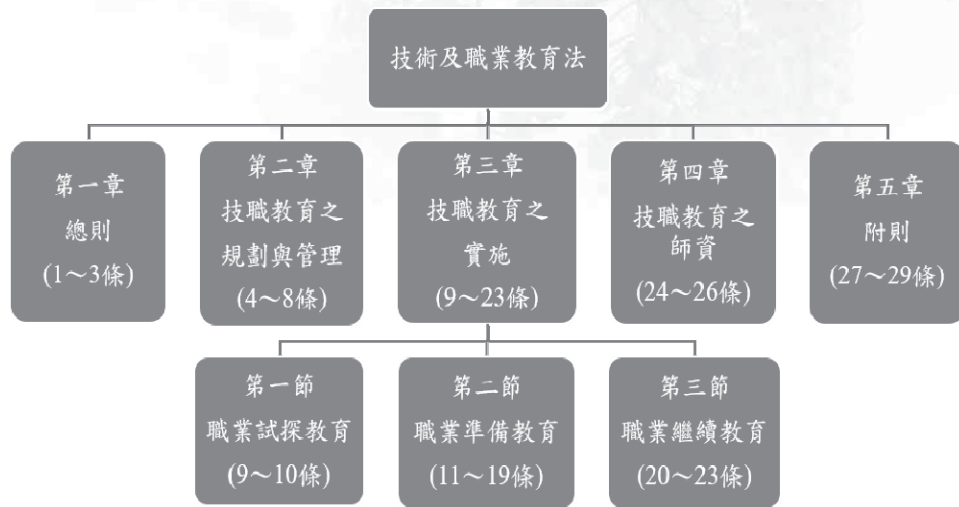 技術及職業教育法
第一章
總則
(1～3條)
第二章
技職教育之
規劃與管理
(4～8條)
第三章
技職教育之
實施
(9～23條)
第四章
技職教育之
師資
(24～26條)
第五章
附則
(27～29條)
第一節
職業試探教育
(9～10條)
第二節
職業準備教育
(11～19條)
第三節
職業繼續教育
(20～23條)